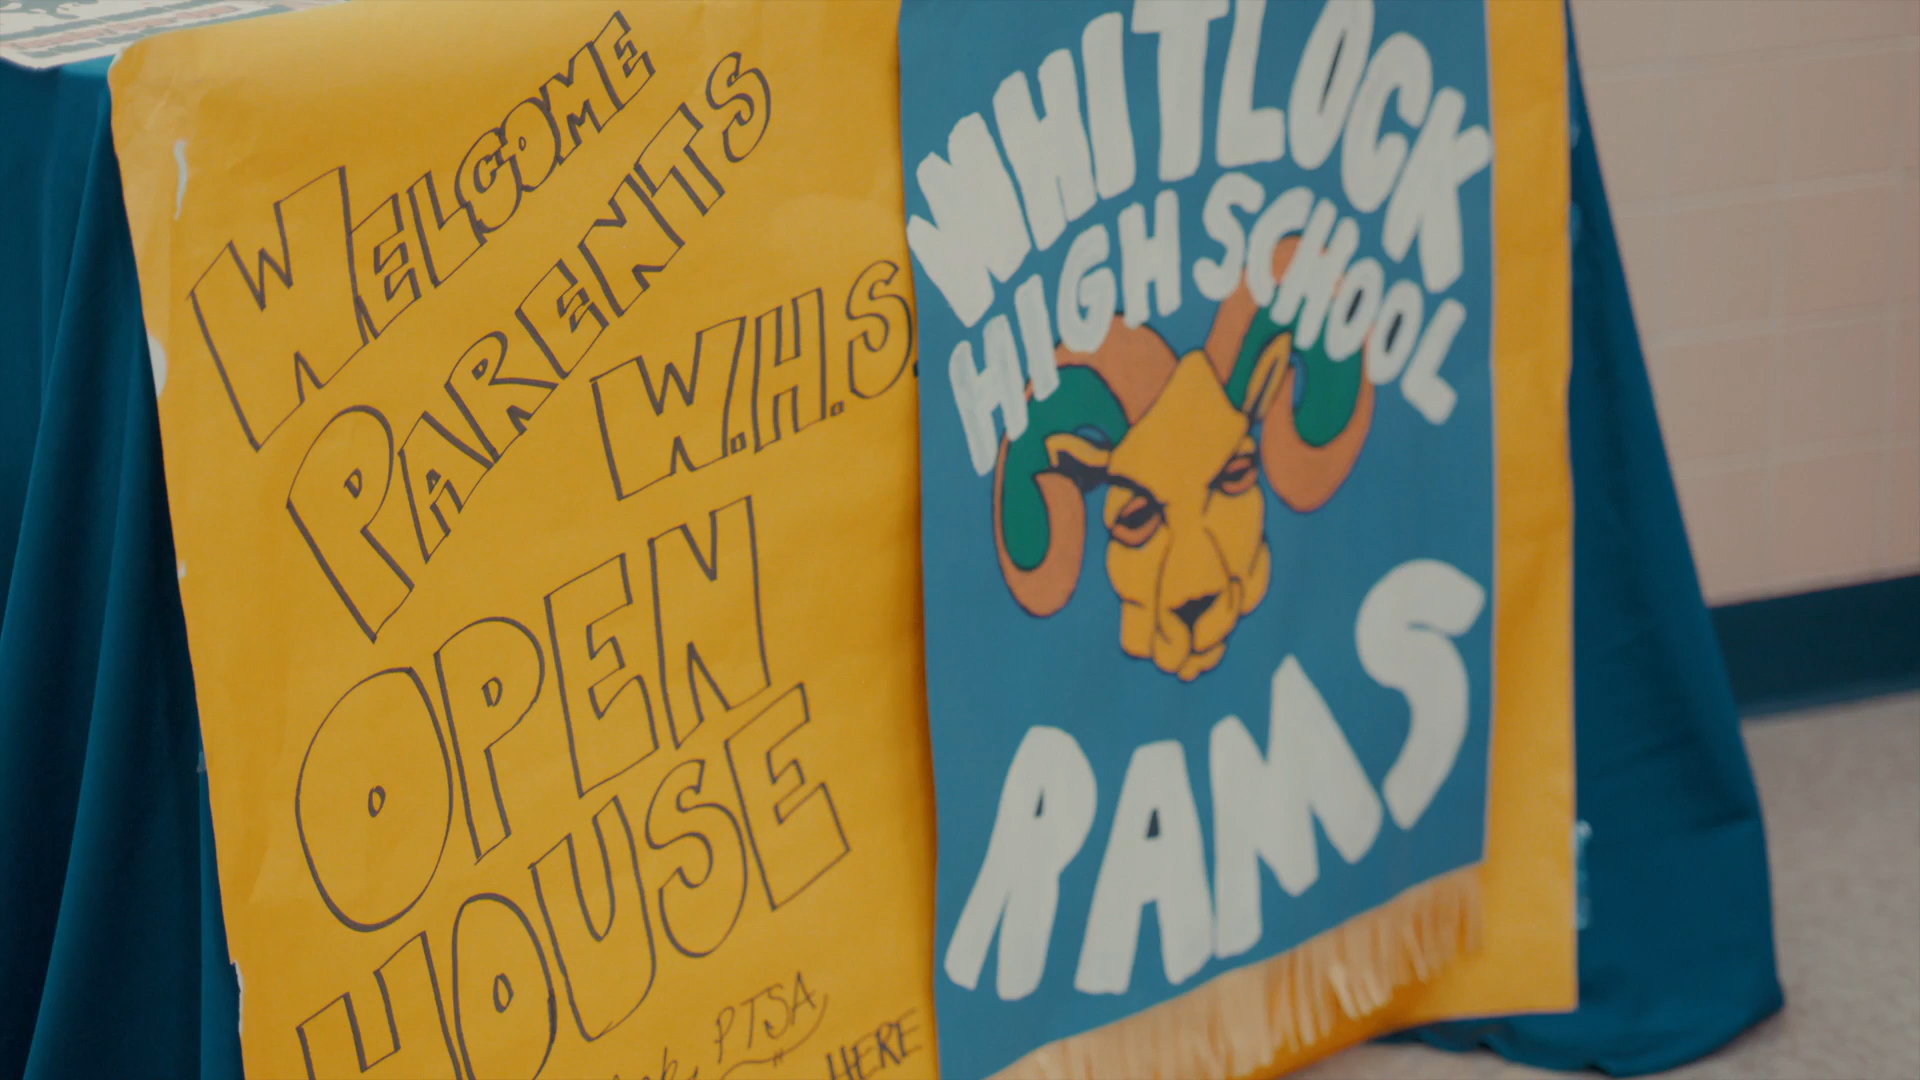 WELCOME
PARENTS
W.H.S.
OPEN
HOUSE
PTSA
HERE
WHITLOCK
HIGH SCHOOL
RAMS